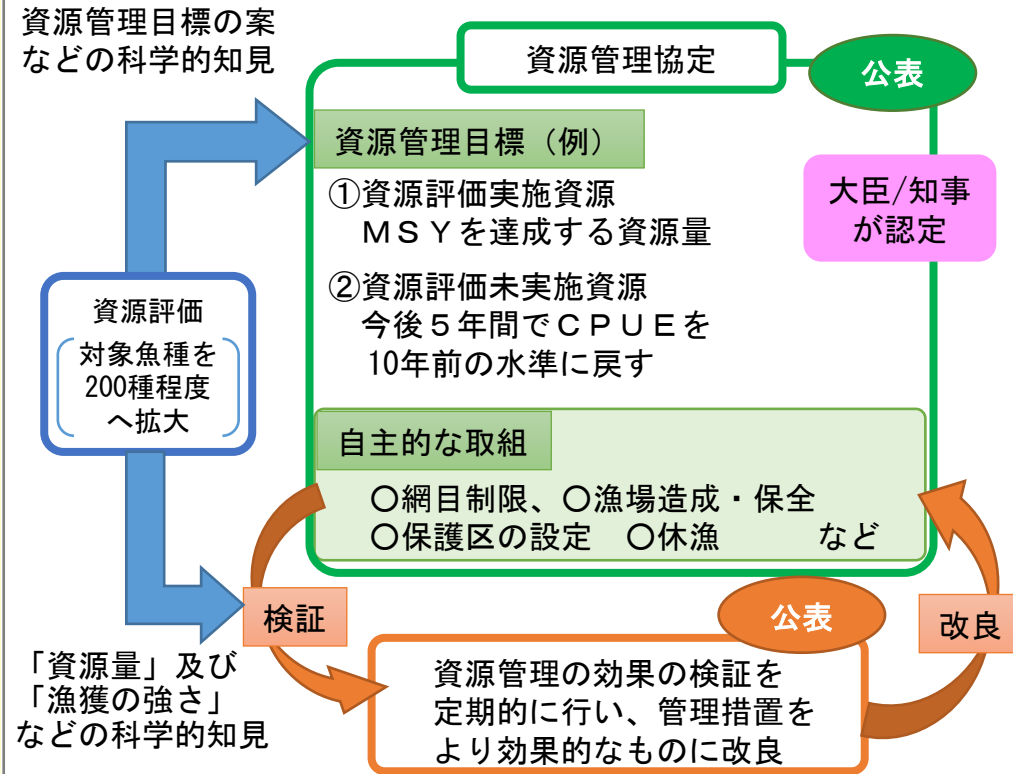 資源管理目標の案
などの科学的知見
資源管理協定
公表
資源管理目標（例）
大臣/知事
が認定
①資源評価実施資源
ＭＳＹを達成する資源量
②資源評価未実施資源
今後５年間でＣＰＵＥを
10年前の水準に戻す
資源評価
対象魚種を
200種程度
へ拡大
自主的な取組
〇網目制限、〇漁場造成・保全
〇保護区の設定　〇休漁　　　など
検証
公表
改良
「資源量」及び
「漁獲の強さ」
などの科学的知見
資源管理の効果の検証を
定期的に行い、管理措置を
より効果的なものに改良